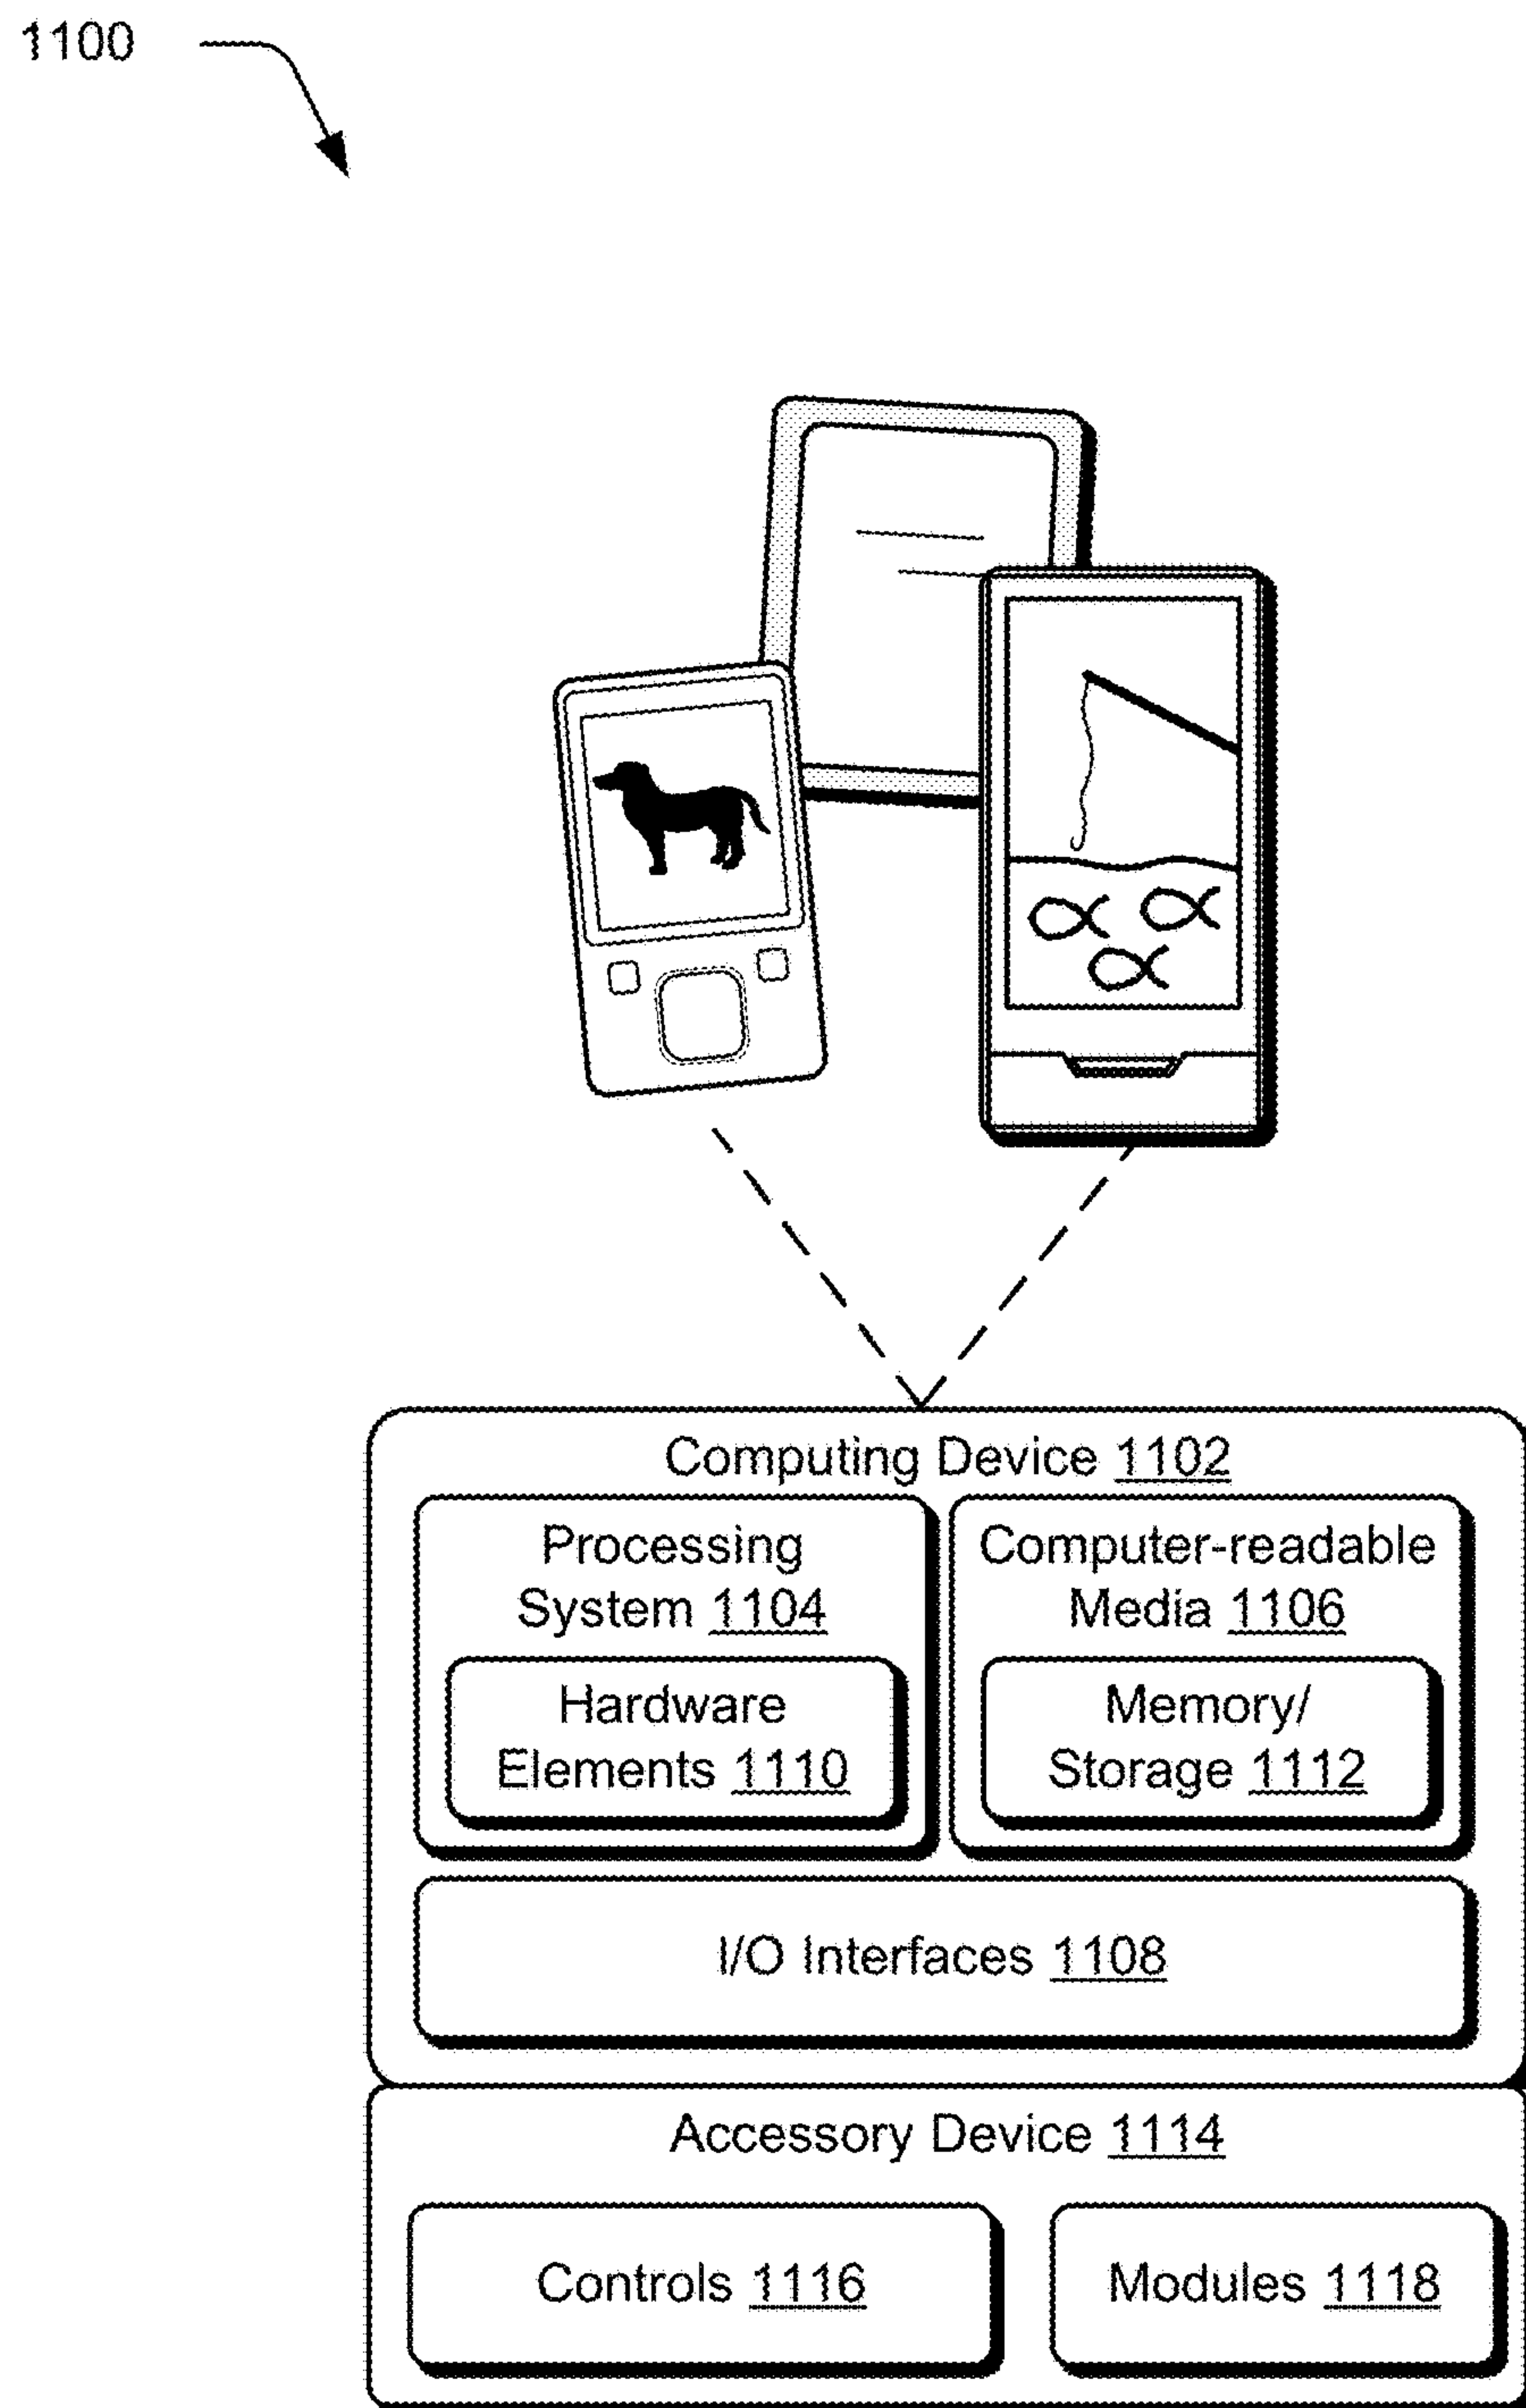 1100
Computing Device 1102
Processing
System 1104
Hardware
Elements 1110
Computer-readable
Media 1106
Memory/
Storage 1112
I/O Interfaces 1108
Accessory Device 1114
Controls 1116
Modules 1118